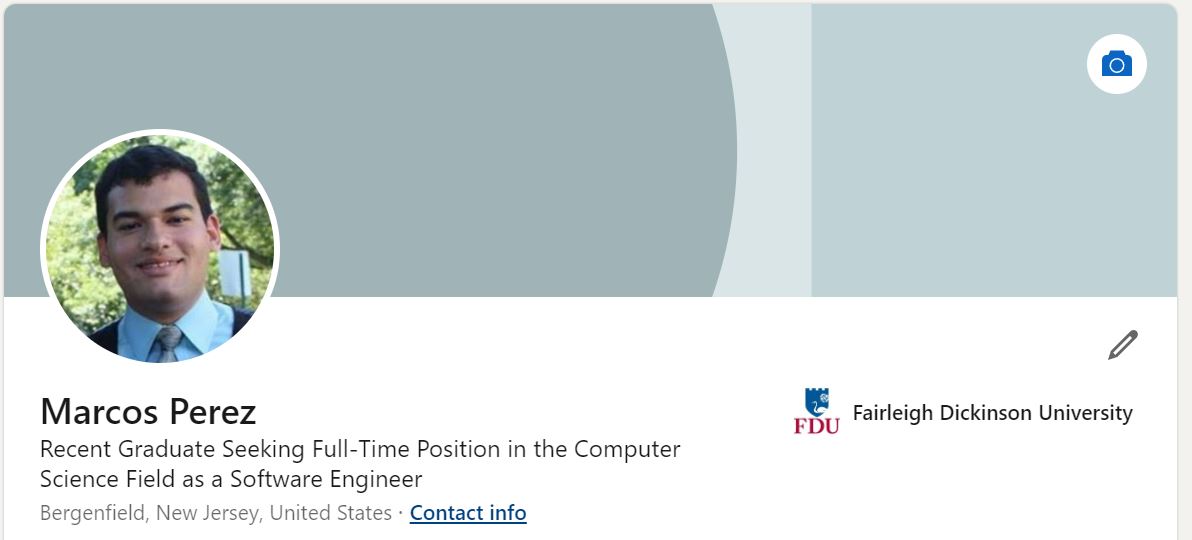 Marcos Perez
Recent Graduate Seeking Full-Time Position in the Computer
Science Field as a Software Engineer
Bergenfield, New Jersey, United States · Contact info
FDU
Fairleigh Dickinson University